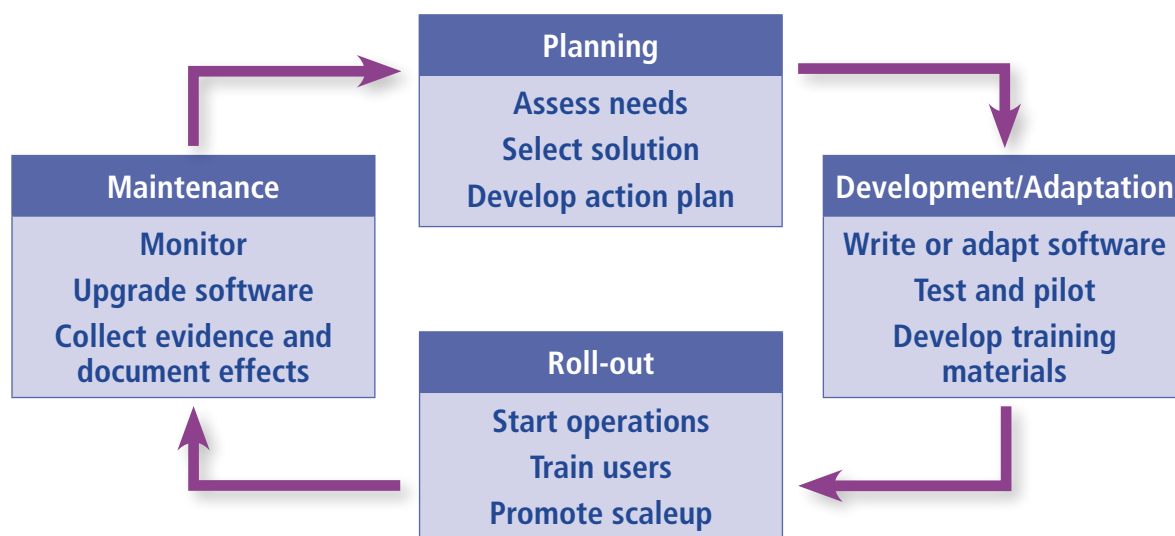 Planning
Assess needs
Select solution
Develop action plan
Development/Adaptation
Write or adapt software
Test and pilot
Develop training
materials
Roll-out
Start operations
Train users
Promote scaleup
Maintenance
Monitor
Upgrade software
Collect evidence and
document effects